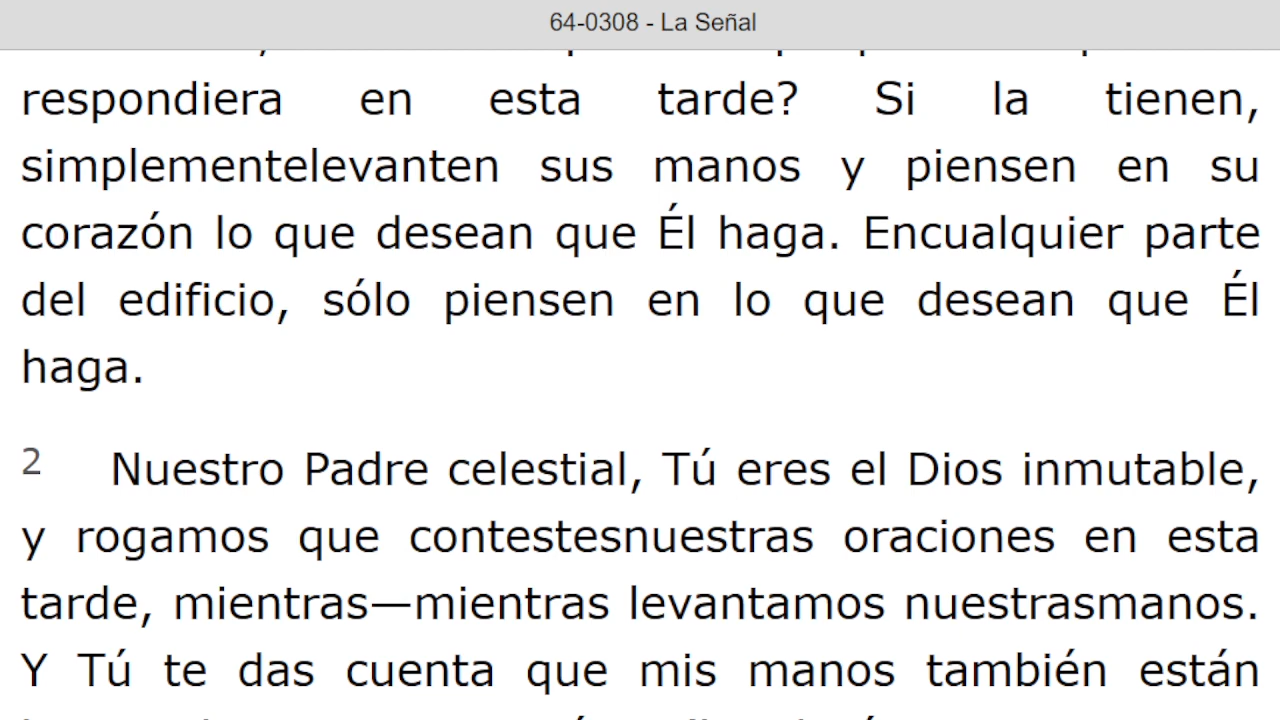 64-0308 - La Señal
respondiera en esta tarde? Si la tienen,
simplementelevanten sus manos y piensen en su
corazón lo que desean que Él haga. Encualquier parte
del edificio, sólo piensen en lo que desean que Él
haga.
2 Nuestro Padre celestial, Tú eres el Dios inmutable,
y rogamos que contestesnuestras oraciones en esta
tarde, mientras—mientras levantamos nuestrasmanos.
Y Tú te das cuenta que mis manos también están